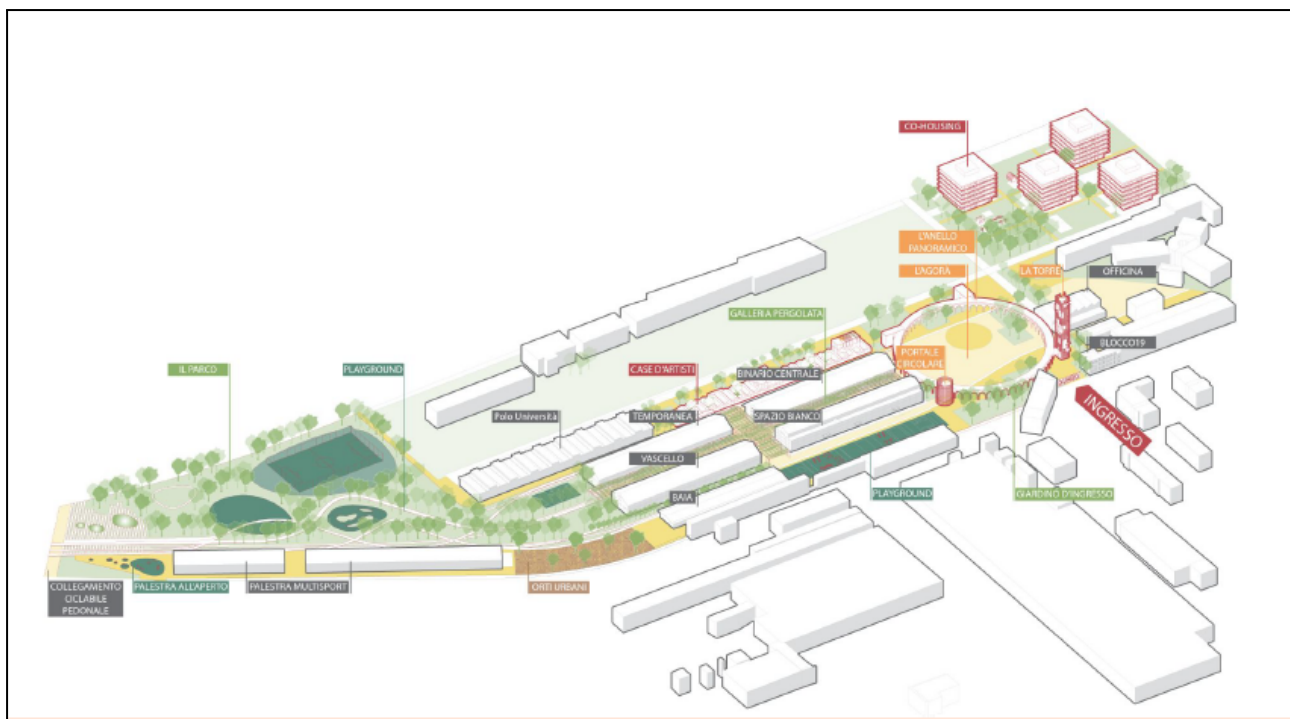 CO-HOUSING
L'ANELLO
PANORAMICO
L'AGORÀ
LA TORRE
OFFICINA
GALLERIA PERGOLATA
BLOCCO19
PORTALE
CIRCOLARE
IL PARCO
PLAYGROUND
CASE D'ARTISTI
BINARIO CENTRALE
INGRESSO
Polo Università
TEMPORANEA
SPAZIO BIANCO
VASCELLO
BAIA
PLAYGROUND
GIARDINO D'INGRESSO
COLLEGAMENTO
CICLABILE
PEDONALE
PALESTRA ALL'APERTO
PALESTRA MULTISPORT
ORTI URBANI